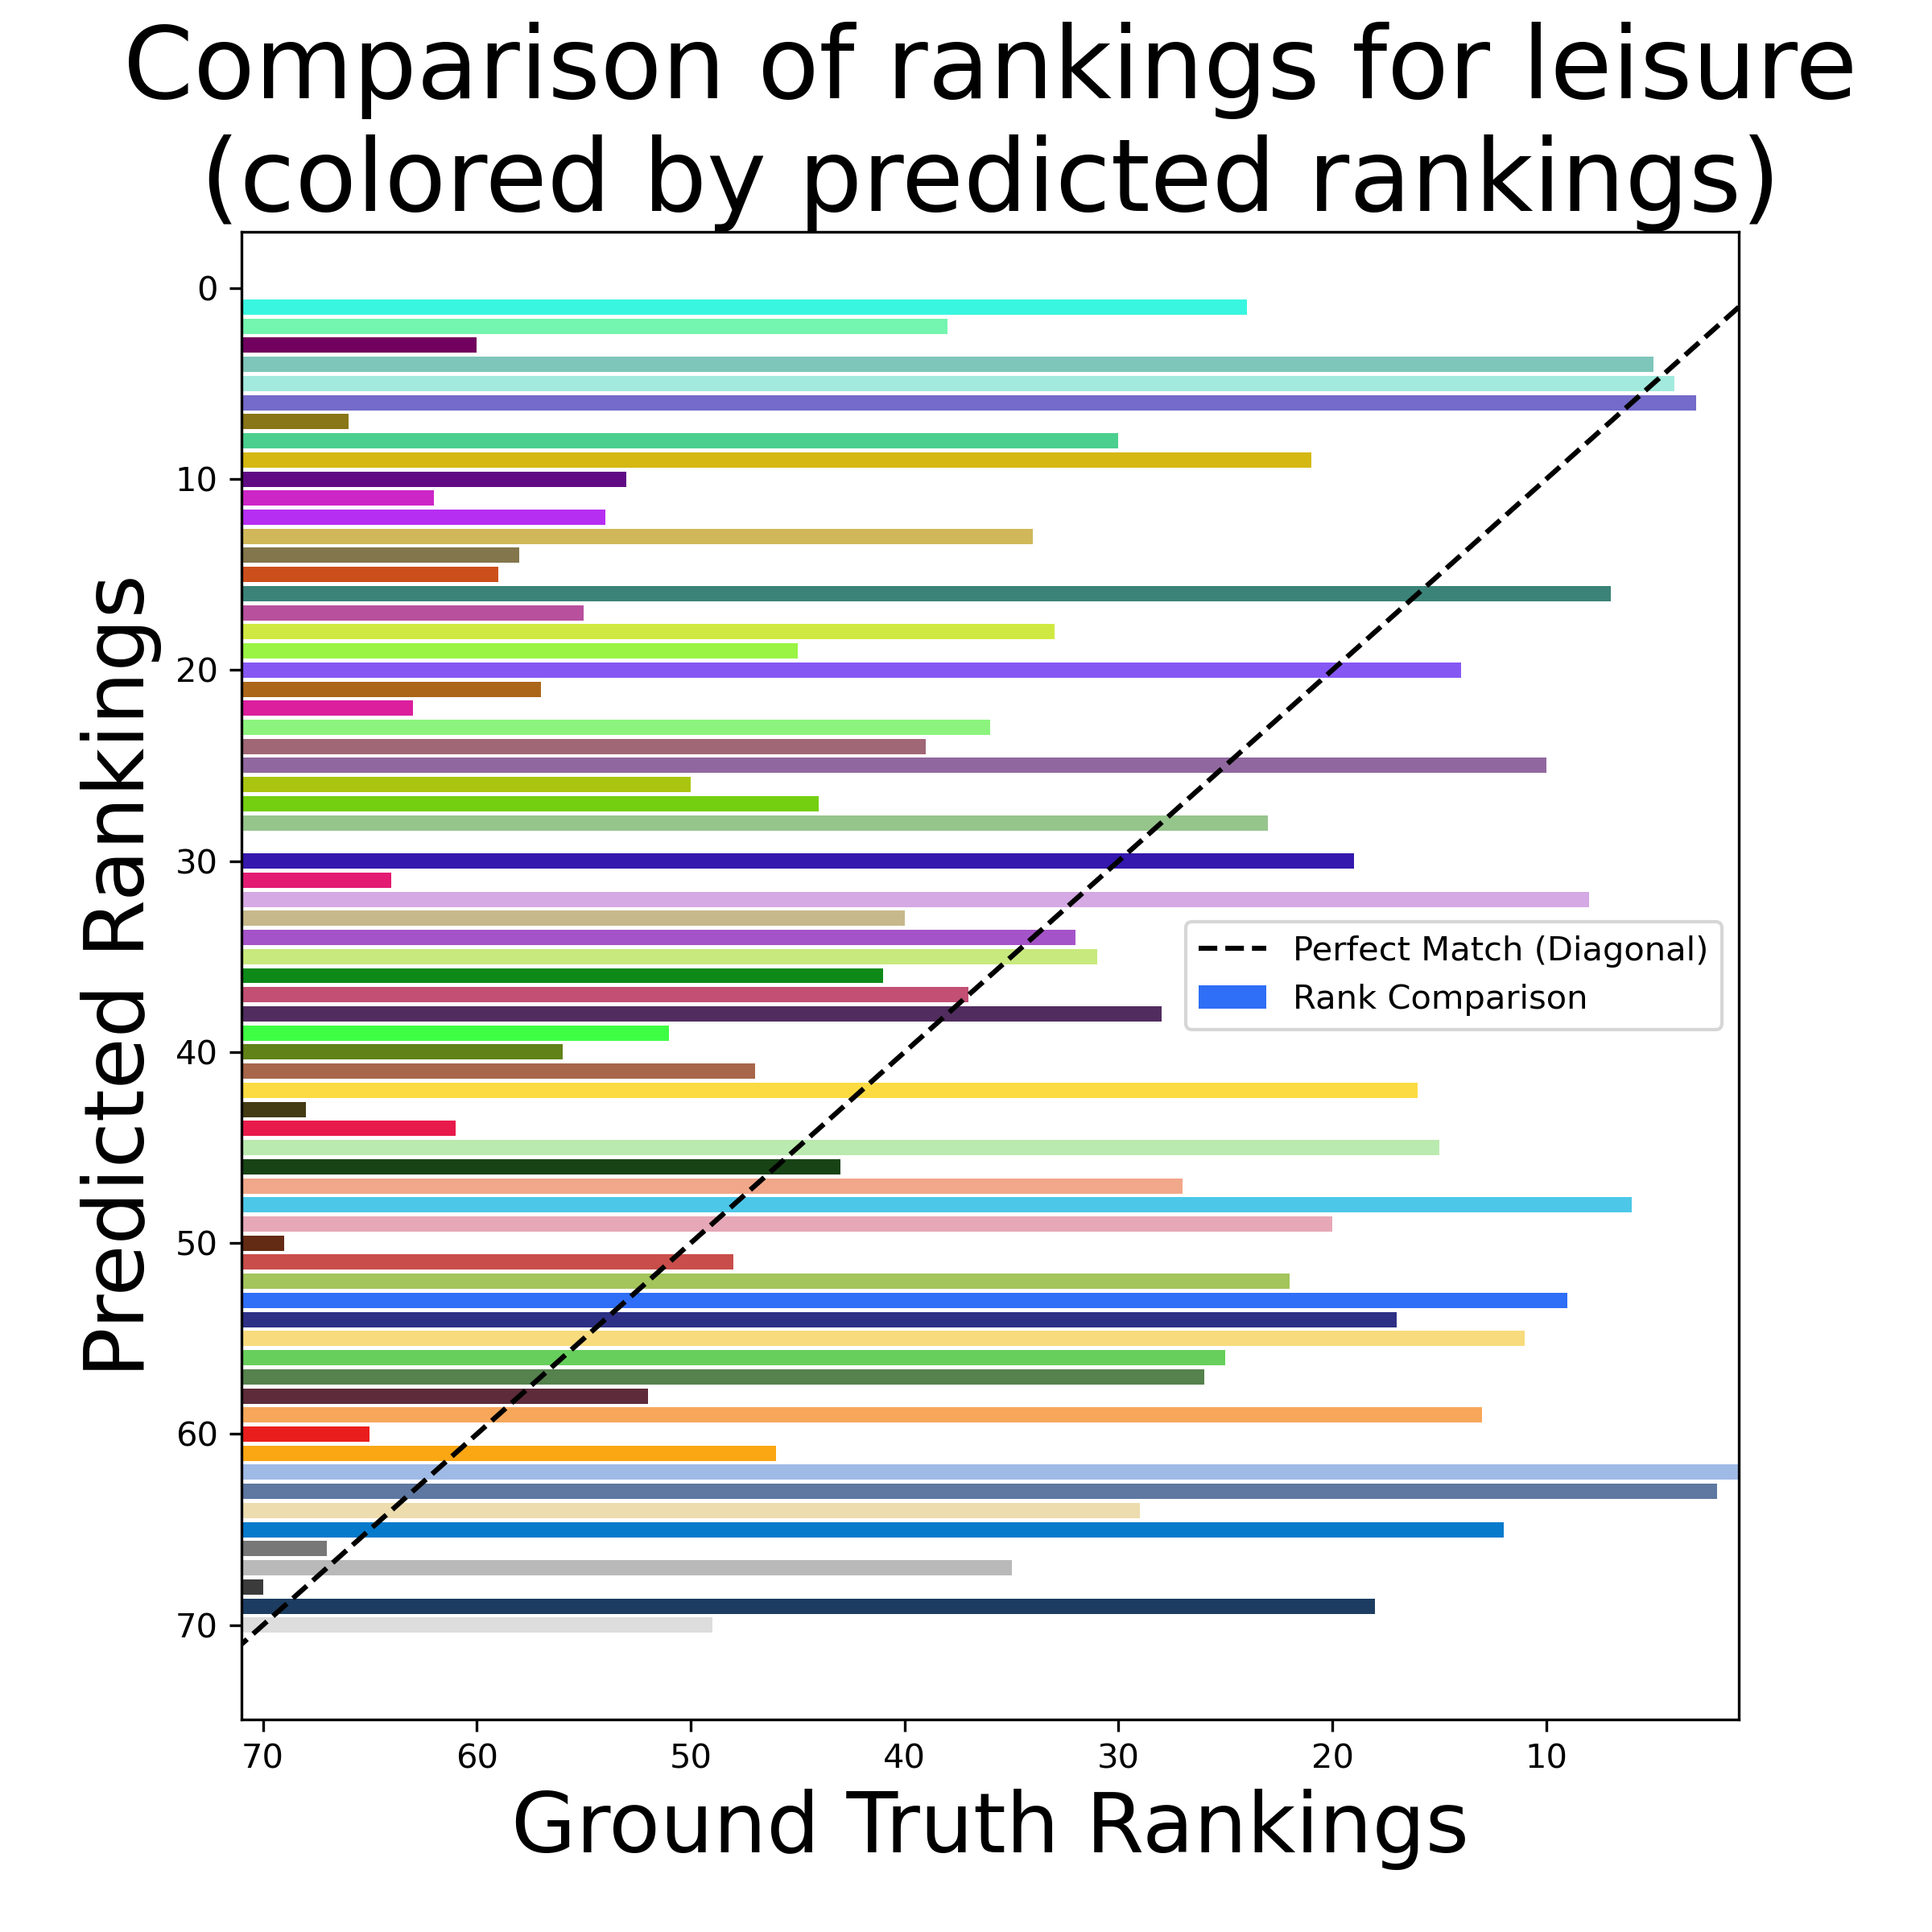 Comparison of rankings for leisure
(colored by predicted rankings)
Predicted Rankings
0
10
20
30
40
50
60
70
Perfect Match (Diagonal)
Rank Comparison
70 60 50 40 30 20 10
Ground Truth Rankings